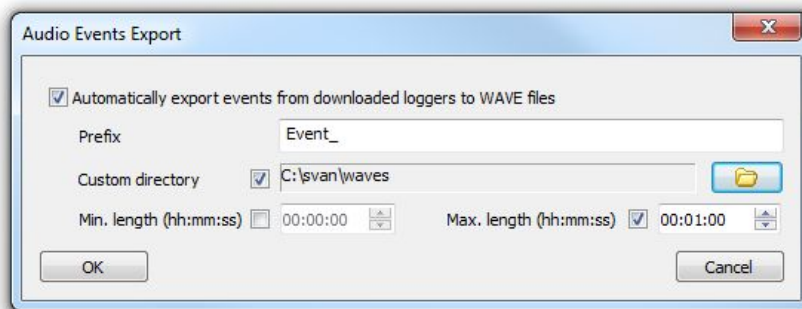 Audio Events Export
Automatically export events from downloaded loggers to WAVE files
Prefix Event_
Custom directory C:\svan\waves
Min. length (hh:mm:ss) 00:00:00 Max. length (hh:mm:ss) 00:01:00
OK Cancel